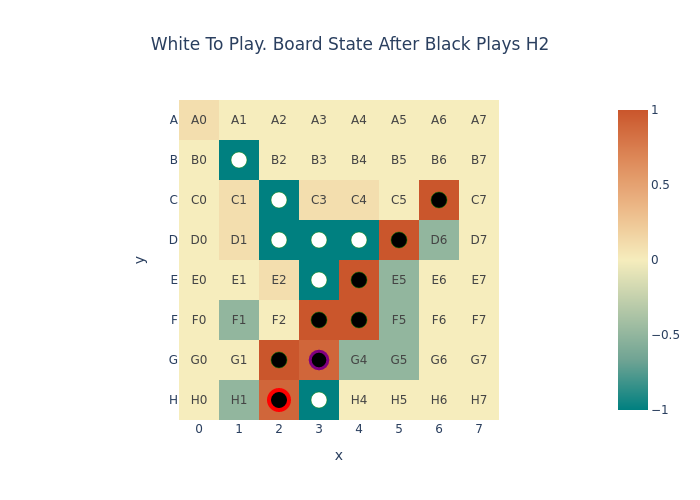 White To Play. Board State After Black Plays H2
A A0 A1 A2 A3 A4 A5 A6 A7 1
B B0 B2 B3 B4 B5 B6 B7 0.5
C C0 C1 C3 C4 C5 C7
D D0 D1 D6 D7
y 0
E E0 E1 E2 E5 E6 E7
F F0 F1 F2 F5 F6 F7 −0.5
G G0 G1 G4 G5 G6 G7
H H0 H1 H4 H5 H6 H7 −1
0 1 2 3 4 5 6 7
x